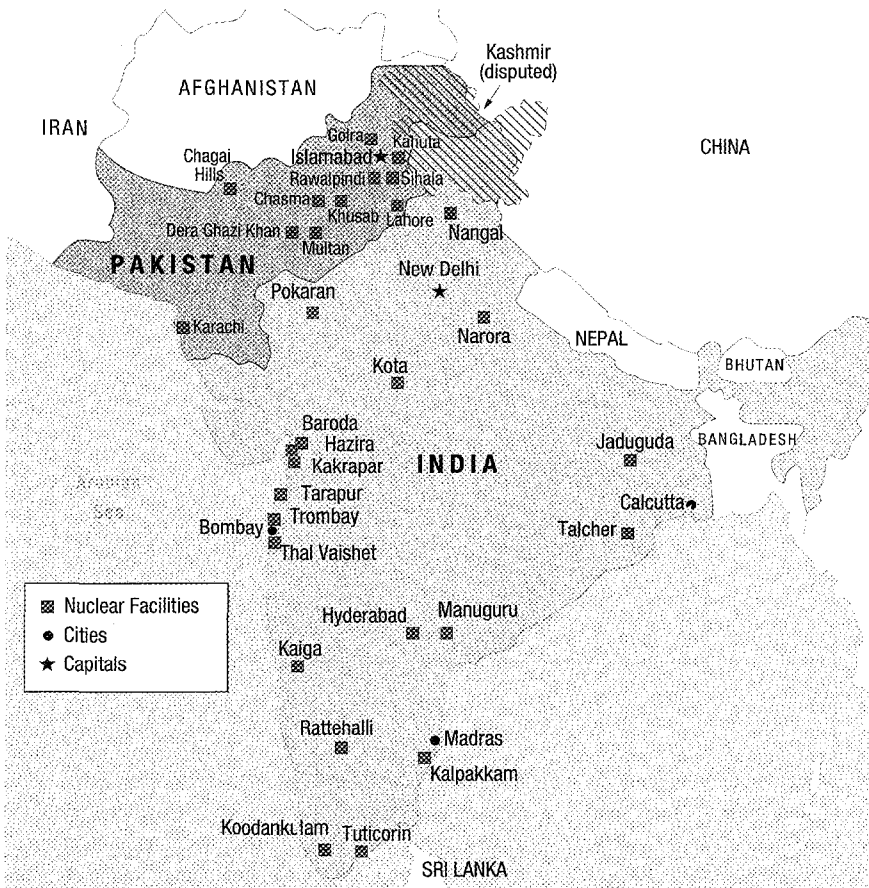 Kashmir
(disputed)
AFGHANISTAN
IRAN
CHINA
Golra
Kahuta
Islamabad
Chagai
Hills
Rawalpindi
Sihala
Chasma
Khusab
Lahore
Nangal
Dera Ghazi Khan
Multan
PAKISTAN
New Delhi
Pokaran
Karachi
Narora
NEPAL
BHUTAN
Kota
Baroda
Hazira
Kakrapar
INDIA
Jaduguda
BANGLADESH
Arabian
Sea
Tarapur
Trombay
Bombay
Thal Vaishet
Calcutta
Talcher
Nuclear Facilities
Cities
Capitals
Hyderabad
Manuguru
Kaiga
Rattehalli
Madras
Kalpakkam
Koodankulam
Tuticorin
SRI LANKA